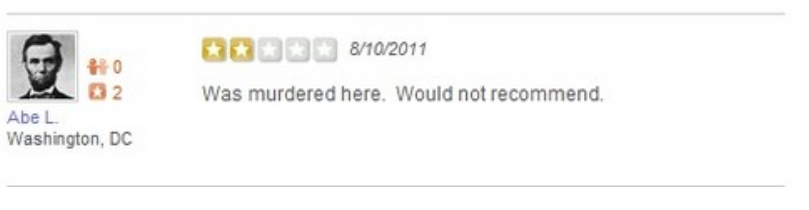 8/10/2011
0
2
Was murdered here. Would not recommend.
Abe L.
Washington, DC